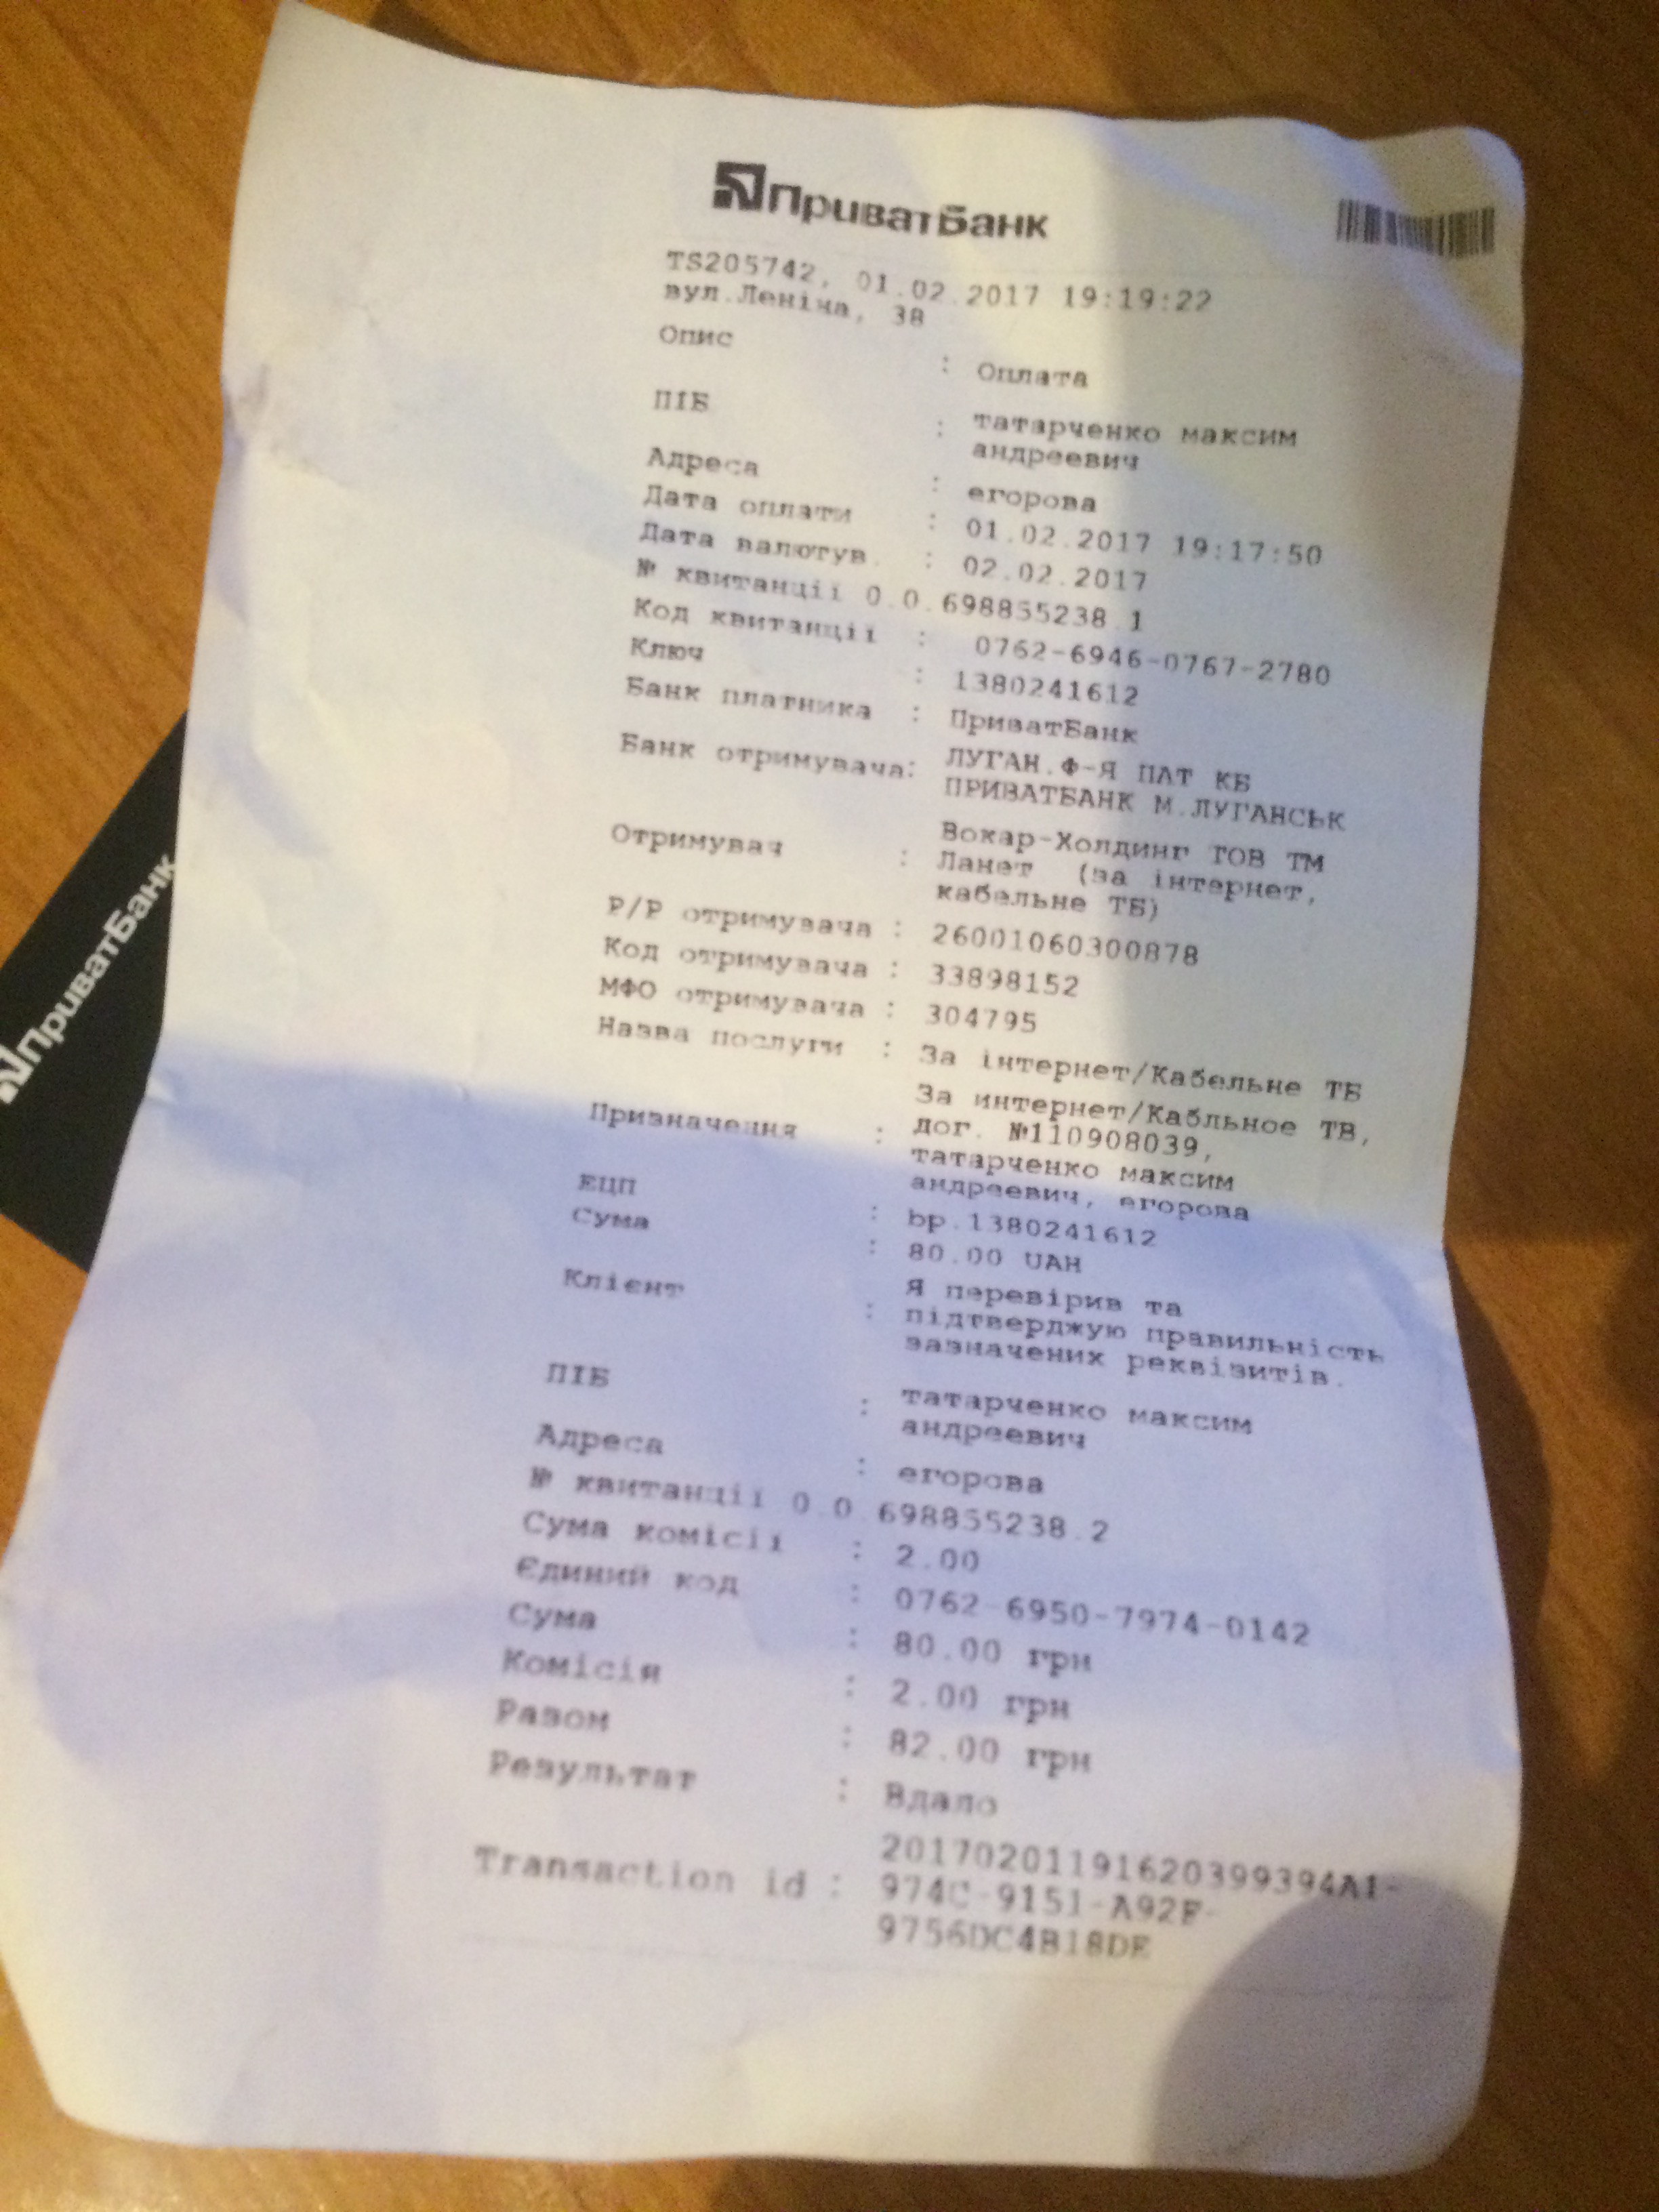 ПриватБанк
TS205742, 01.02.2017 19:19:22
вул.Леніна, 38
Опис : Оплата
ПІБ : татарченко максим
андреевич
Адреса : егорова
Дата оплати : 01.02.2017 19:17:50
Дата валютув. : 02.02.2017
№ квитанції 0.0.698855238.1
Код квитанції : 0762-6946-0767-2780
Ключ : 1380241612
Банк платника : ПриватБанк
Банк отримувача: ЛУГАН.Ф-Я ПАТ КБ
ПРИВАТБАНК М.ЛУГАНСЬК
Отримувач : Вокар-Холдинг ТОВ ТМ
Ланет (за інтернет,
кабельне ТБ)
Р/Р отримувача : 26001060300878
Код отримувача : 33898152
МФО отримувача : 304795
Назва послуги : За інтернет/Кабельне ТБ
Призначення : За интернет/Кабльное ТВ,
дог. №110908039,
татарченко максим
андреевич, егорова
ЕЦП : bp.1380241612
Сума : 80.00 UAH
Клієнт : Я перевірив та
підтверджую правильність
зазначених реквізитів.
ПІБ : татарченко максим
андреевич
Адреса : егорова
№ квитанції 0.0.698855238.2
Сума комісії : 2.00
Єдиний код : 0762-6950-7974-0142
Сума : 80.00 грн
Комісія : 2.00 грн
Разом : 82.00 грн
Результат : Вдало
Transaction id : 20170201191620399394A1-
974C-9151-A92F-
9756DC4B18DE
ПриватБанк